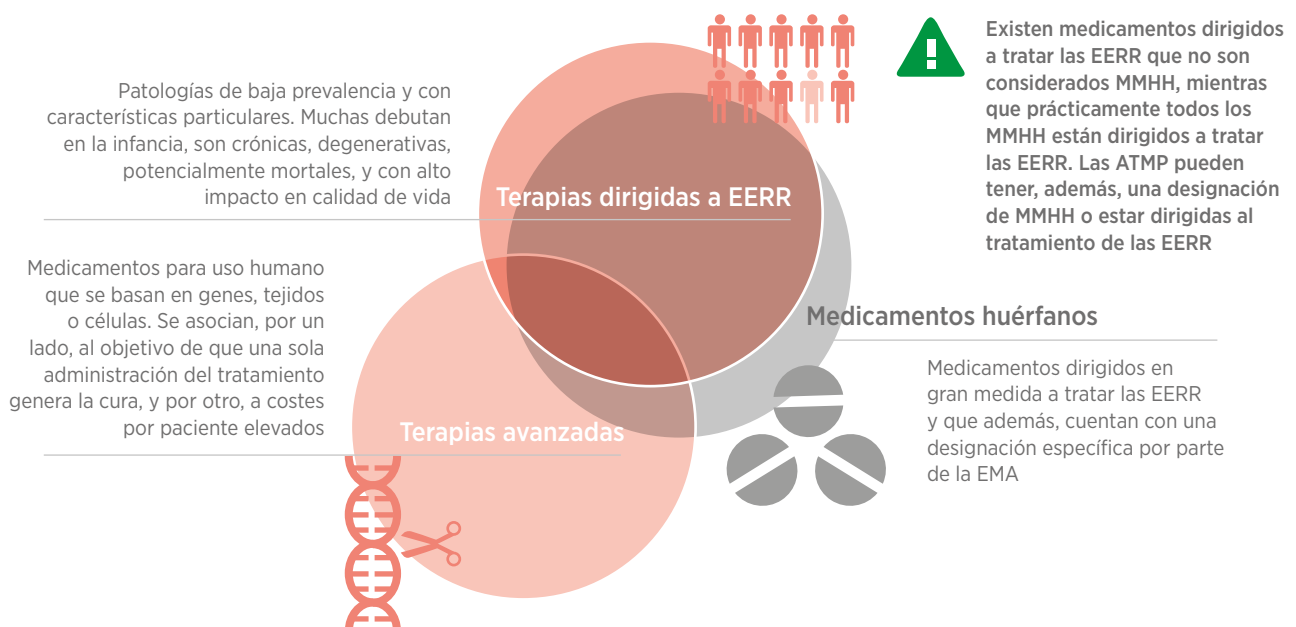 Patologías de baja prevalencia y con
características particulares. Muchas debutan
en la infancia, son crónicas, degenerativas,
potencialmente mortales, y con alto
impacto en calidad de vida
Terapias dirigidas a EERR
Existen medicamentos dirigidos
a tratar las EERR que no son
considerados MMHH, mientras
que prácticamente todos los
MMHH están dirigidos a tratar
las EERR. Las ATMP pueden
tener, además, una designación
de MMHH o estar dirigidas al
tratamiento de las EERR
Medicamentos para uso humano
que se basan en genes, tejidos
o células. Se asocian, por un
lado, al objetivo de que una sola
administración del tratamiento
genera la cura, y por otro, a costes
por paciente elevados
Terapias avanzadas
Medicamentos huérfanos
Medicamentos dirigidos en
gran medida a tratar las EERR
y que además, cuentan con una
designación específica por parte
de la EMA